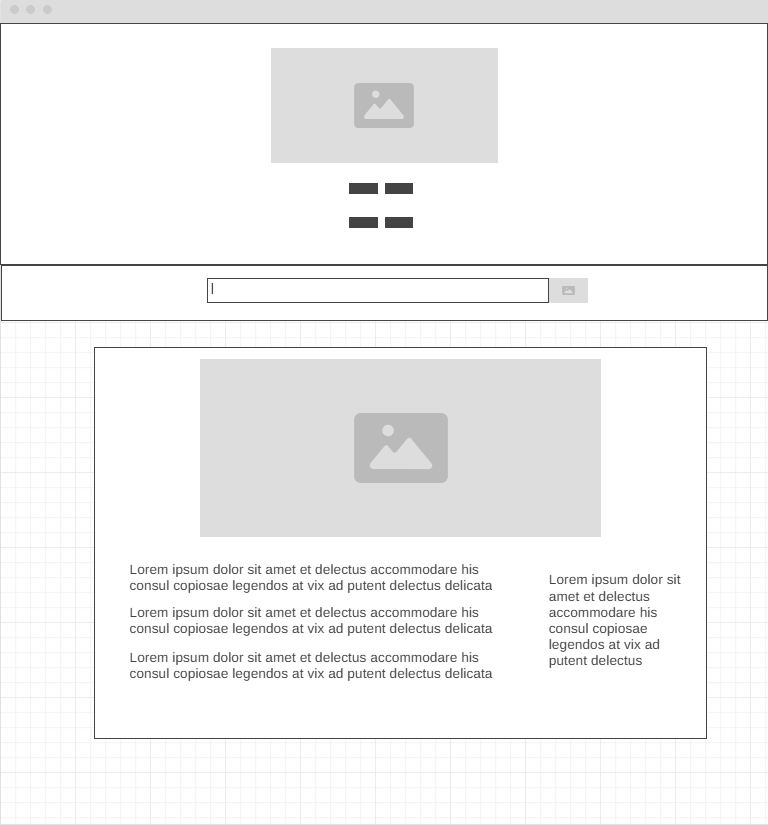 Lorem ipsum dolor sit amet et delectus accommodare his
consul copiosae legendos at vix ad putent delectus delicata
Lorem ipsum dolor sit amet et delectus accommodare his
consul copiosae legendos at vix ad putent delectus delicata
Lorem ipsum dolor sit amet et delectus accommodare his
consul copiosae legendos at vix ad putent delectus delicata
Lorem ipsum dolor sit
amet et delectus
accommodare his
consul copiosae
legendos at vix ad
putent delectus